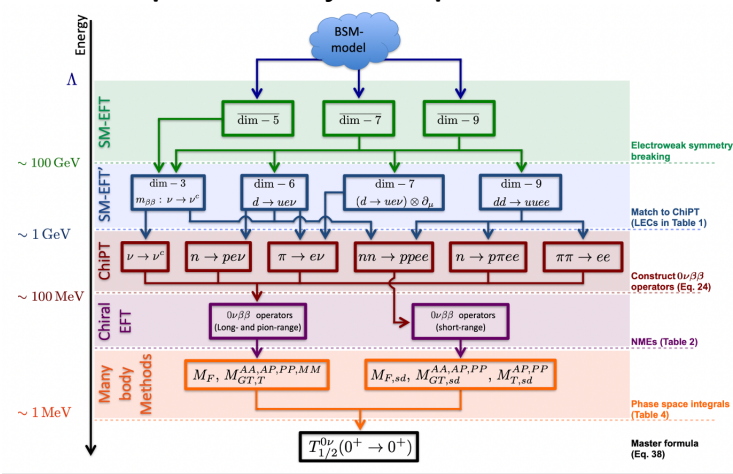 Energy
BSM-
model
Λ
SM-EFT
dim − 5
dim − 7
dim − 9
Electroweak symmetry
breaking
~ 100 GeV
SM-EFT'
dim − 3
m_ββ : ν → ν^c
dim − 6
d → ueν
dim − 7
(d → ueν) ⊗ ∂_μ
dim − 9
dd → uuee
Match to ChiPT
(LECs in Table 1)
~ 1 GeV
ChiPT
ν → ν^c
n → peν
π → eν
nn → ppee
n → pπee
ππ → ee
Construct 0νββ
operators (Eq. 24)
~ 100 MeV
Chiral
EFT
0νββ operators
(Long- and pion-range)
0νββ operators
(short-range)
NMEs (Table 2)
Many
body
Methods
M_F, M_{GT,T}^{AA,AP,PP,MM}
M_{F,sd}, M_{GT,sd}^{AA,AP,PP}, M_{T,sd}^{AP,PP}
Phase space integrals
(Table 4)
~ 1 MeV
T_{1/2}^{0ν}(0^+ → 0^+)
Master formula
(Eq. 38)